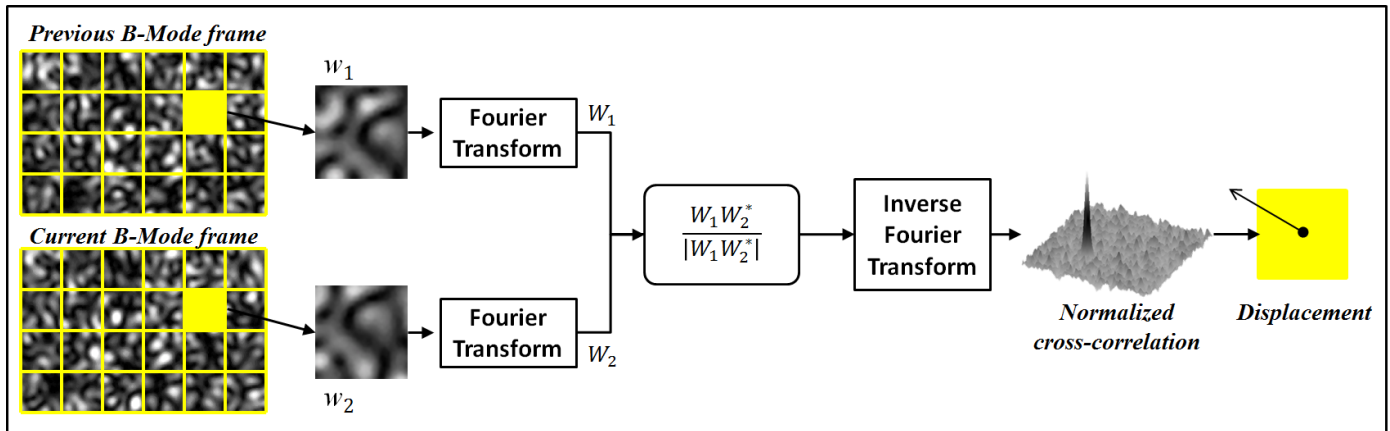 Previous B-Mode frame
w₁
Fourier
Transform
W₁
Current B-Mode frame
w₂
Fourier
Transform
W₂
W₁W₂*
|W₁W₂*|
Inverse
Fourier
Transform
Normalized
cross-correlation
Displacement